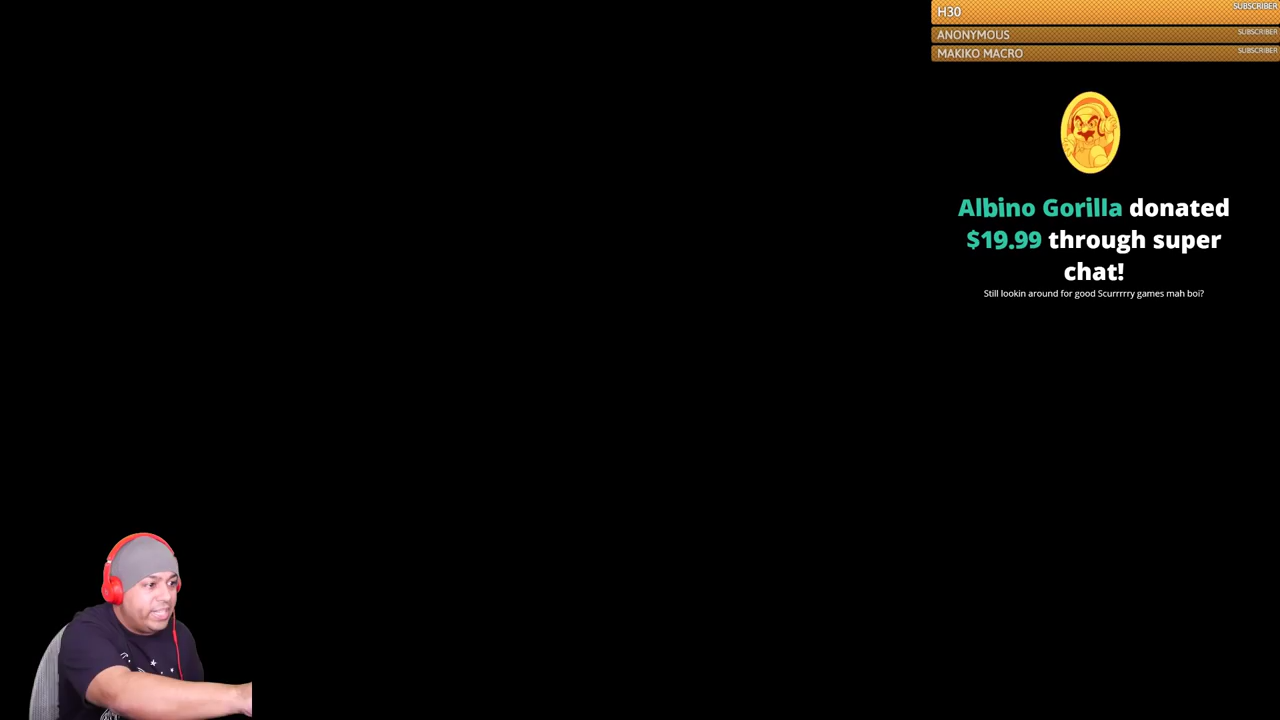 H30 SUBSCRIBER
ANONYMOUS SUBSCRIBER
MAKIKO MACRO SUBSCRIBER
Albino Gorilla donated
$19.99 through super
chat!
Still lookin around for good Scurrrrry games mah boi?